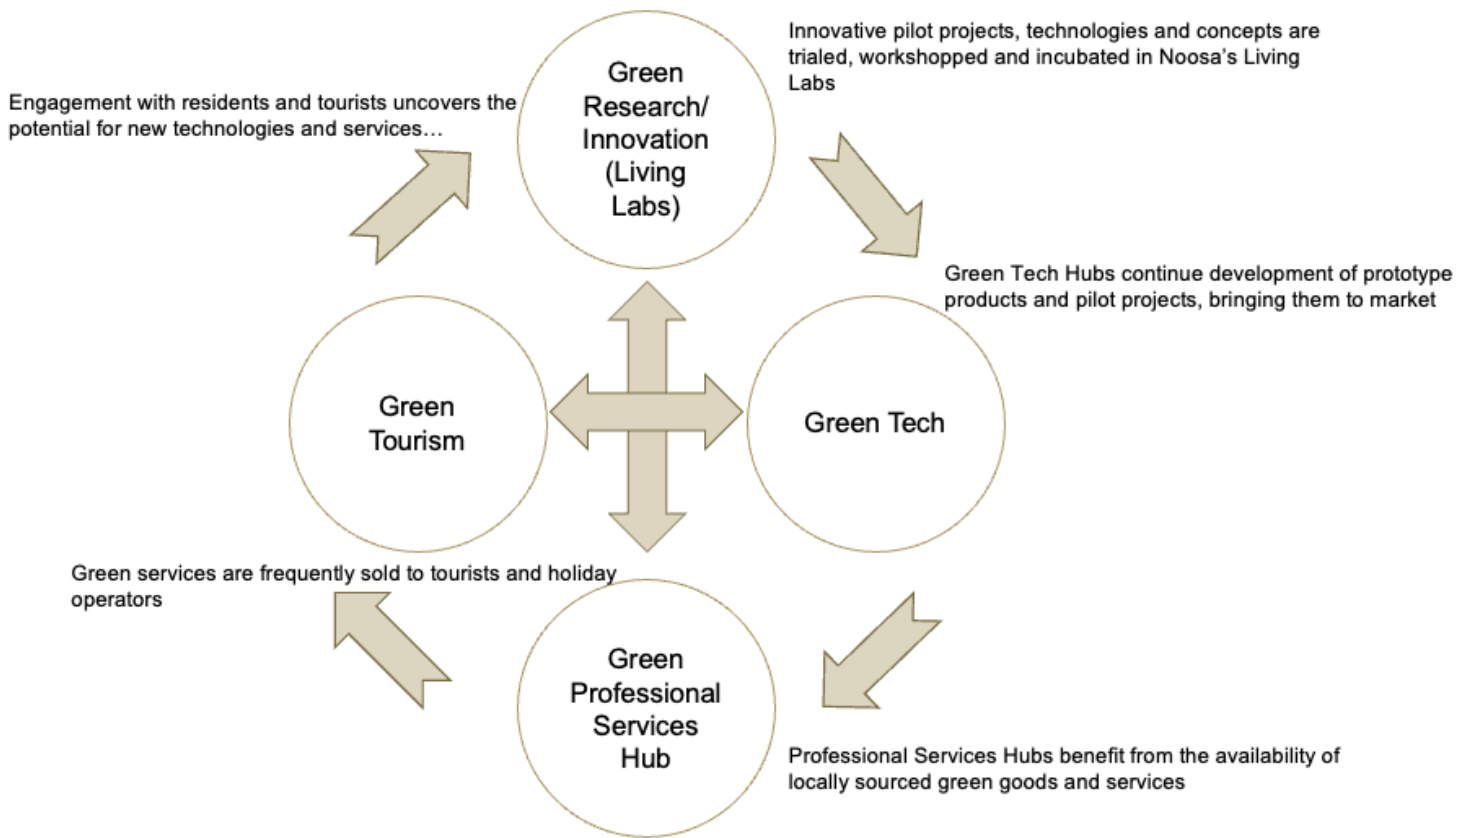 Innovative pilot projects, technologies and concepts are
trialed, workshopped and incubated in Noosa's Living
Labs
Engagement with residents and tourists uncovers the
potential for new technologies and services...
Green
Research/
Innovation
(Living
Labs)
Green Tech Hubs continue development of prototype
products and pilot projects, bringing them to market
Green
Tourism
Green Tech
Green services are frequently sold to tourists and holiday
operators
Green
Professional
Services
Hub
Professional Services Hubs benefit from the availability of
locally sourced green goods and services